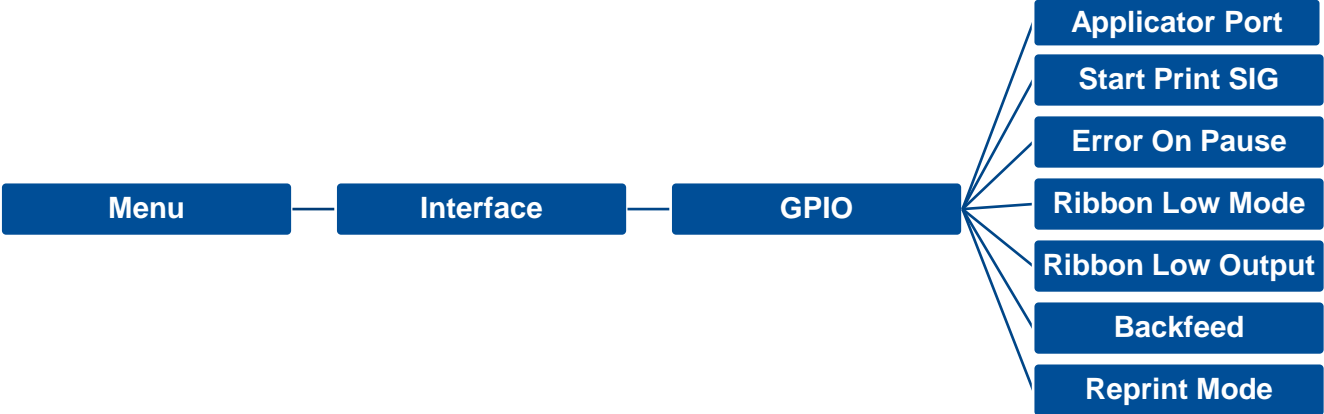 Menu
Interface
GPIO
Applicator Port
Start Print SIG
Error On Pause
Ribbon Low Mode
Ribbon Low Output
Backfeed
Reprint Mode